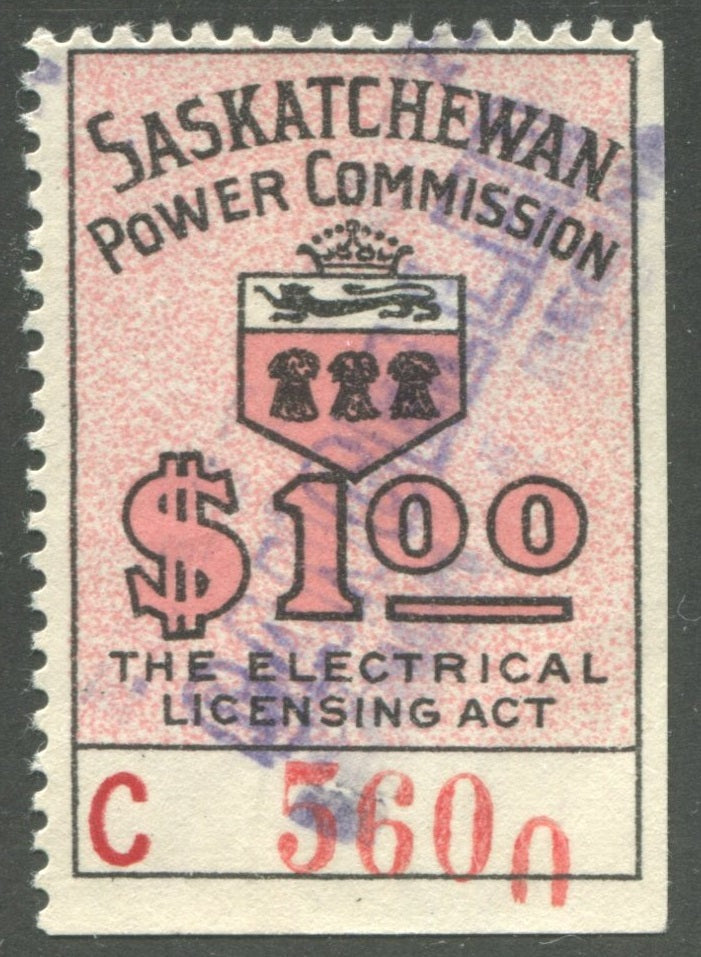 SASKATCHEWAN
POWER COMMISSION
$1.00
THE ELECTRICAL
LICENSING ACT
C 5600